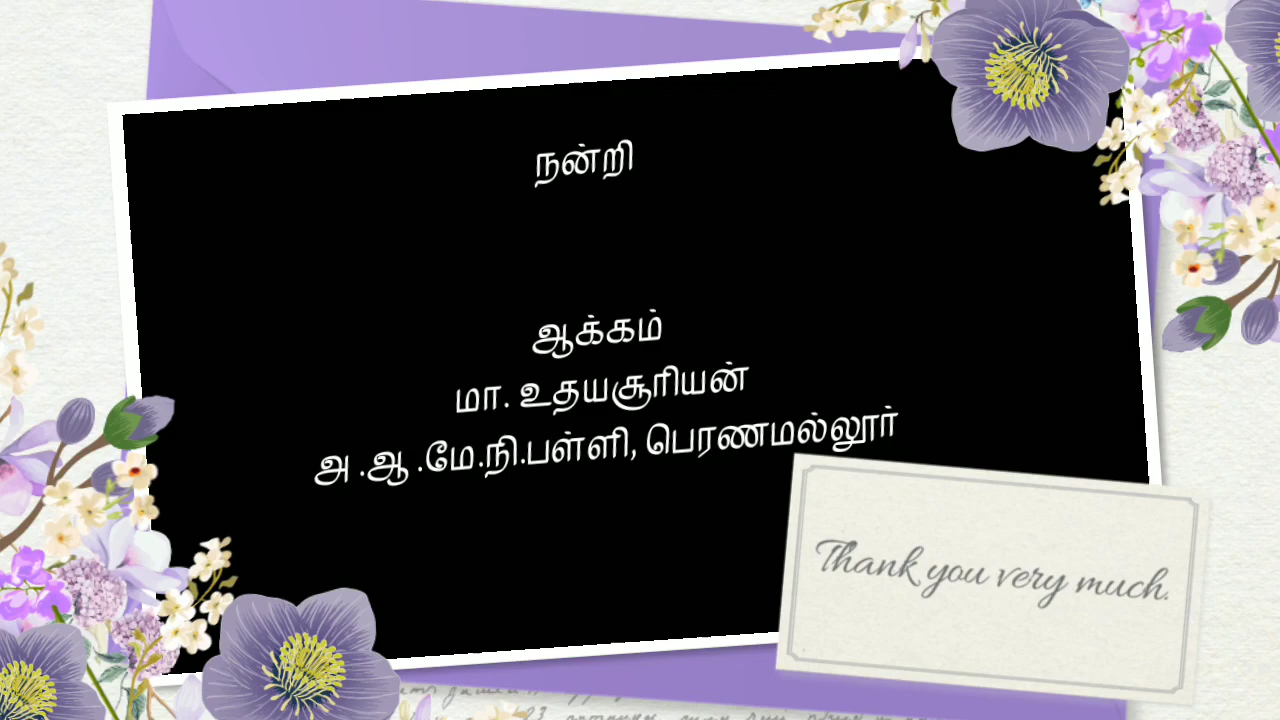 நன்றி
ஆக்கம்
மா. உதயசூரியன்
அ .ஆ .மே.நி.பள்ளி, பெரணமல்லூர்
Thank you very much.